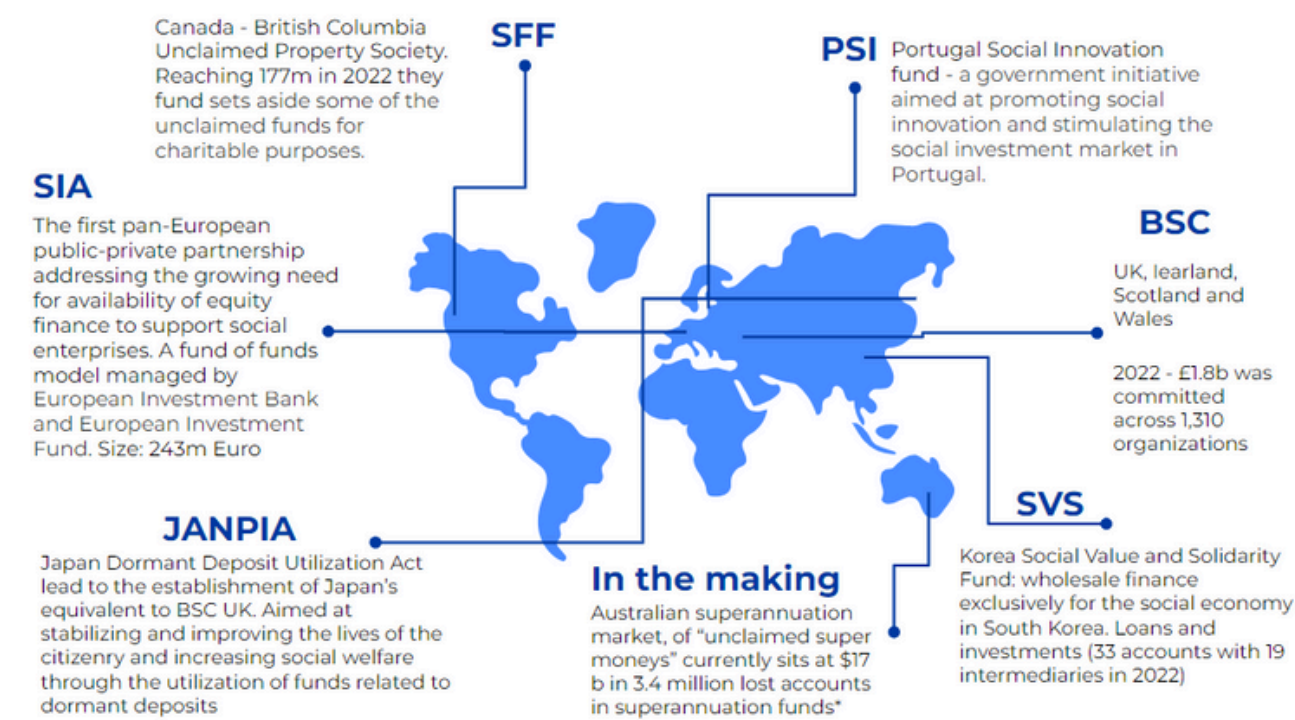 SFF
Canada - British Columbia
Unclaimed Property Society.
Reaching 177m in 2022 they
fund sets aside some of the
unclaimed funds for
charitable purposes.
PSI
Portugal Social Innovation
fund - a government initiative
aimed at promoting social
innovation and stimulating the
social investment market in
Portugal.
SIA
The first pan-European
public-private partnership
addressing the growing need
for availability of equity
finance to support social
enterprises. A fund of funds
model managed by
European Investment Bank
and European Investment
Fund. Size: 243m Euro
BSC
UK, Iearland,
Scotland and
Wales
2022 - £1.8b was
committed
across 1,310
organizations
JANPIA
Japan Dormant Deposit Utilization Act
lead to the establishment of Japan's
equivalent to BSC UK. Aimed at
stabilizing and improving the lives of the
citizenry and increasing social welfare
through the utilization of funds related to
dormant deposits
In the making
Australian superannuation
market, of “unclaimed super
moneys” currently sits at $17
b in 3.4 million lost accounts
in superannuation funds*
SVS
Korea Social Value and Solidarity
Fund: wholesale finance
exclusively for the social economy
in South Korea. Loans and
investments (33 accounts with 19
intermediaries in 2022)